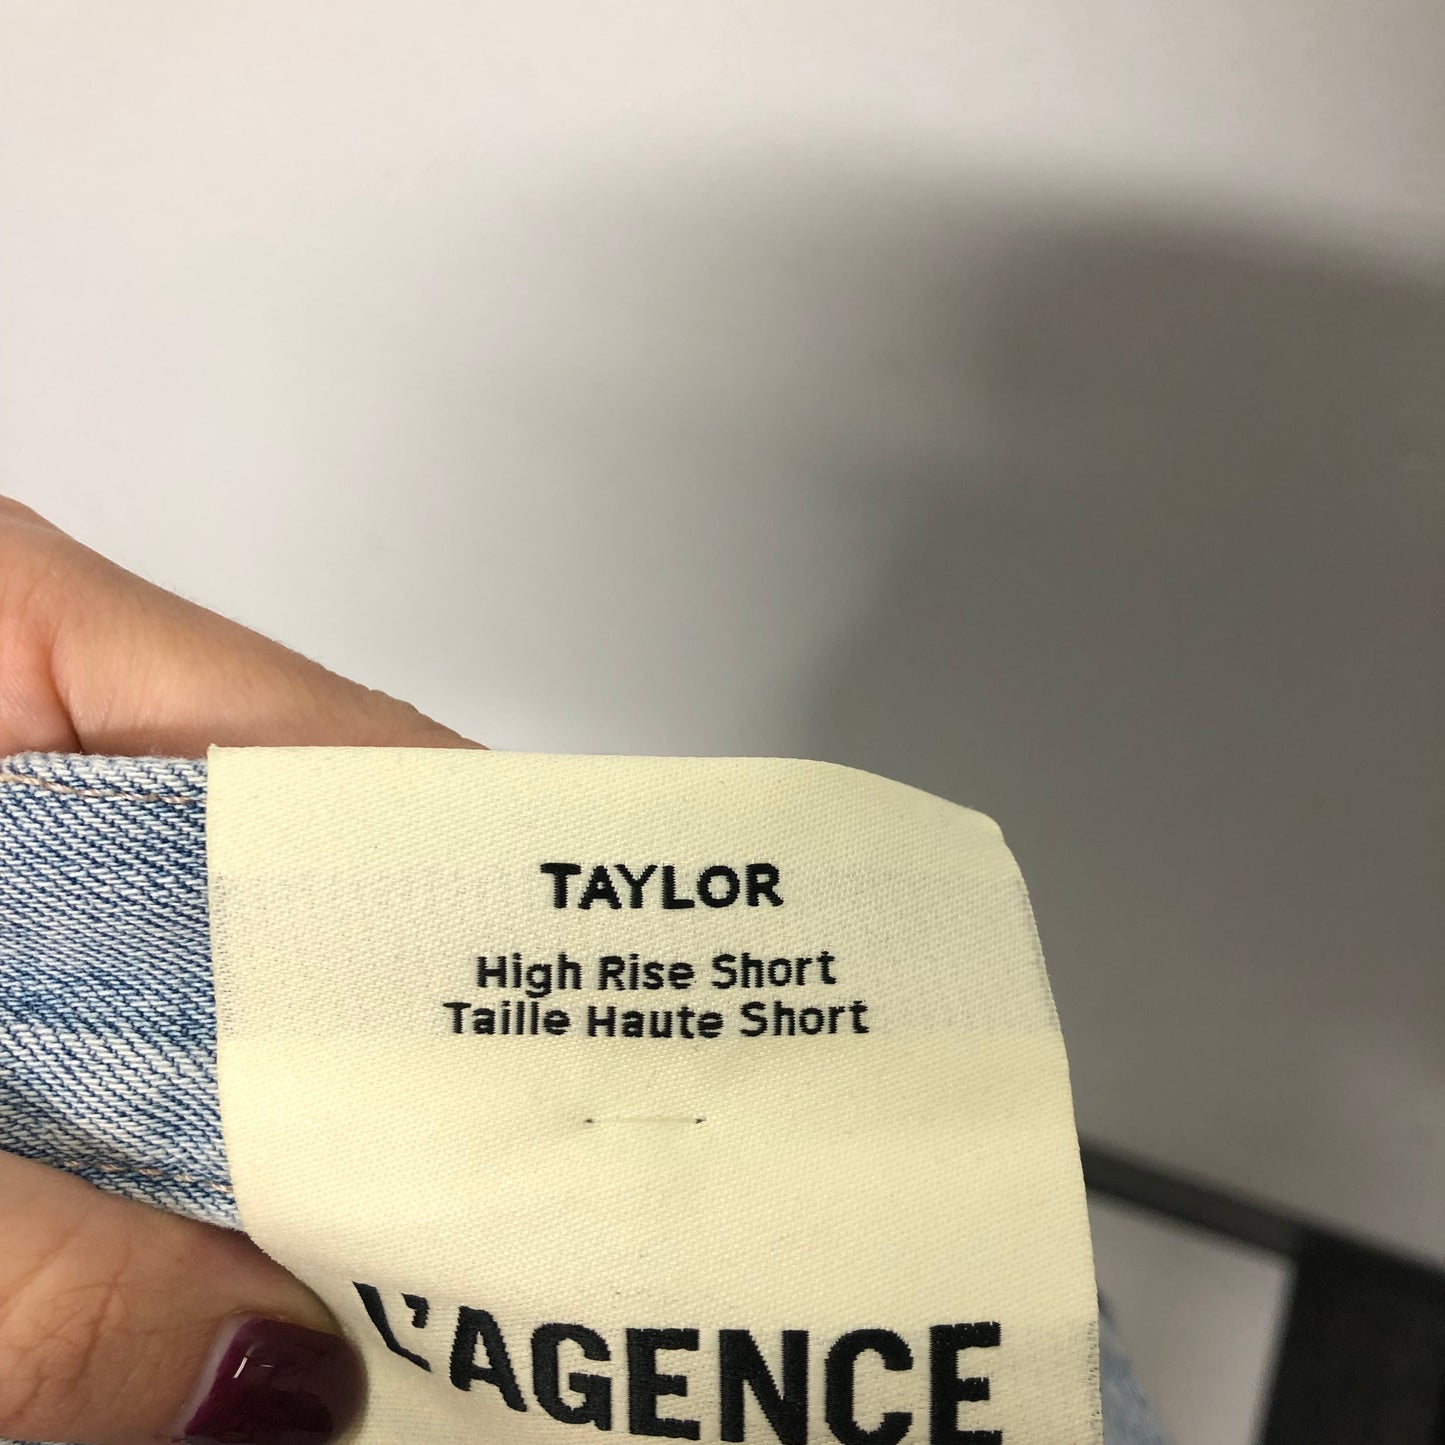 TAYLOR
High Rise Short
Taille Haute Short
L'AGENCE